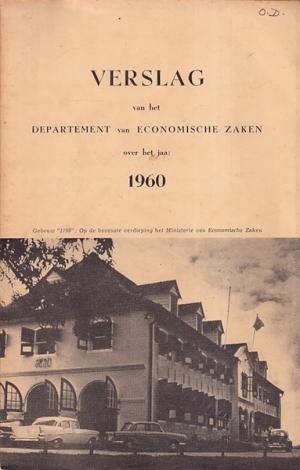 O.D.
VERSLAG
van het
DEPARTEMENT van ECONOMISCHE ZAKEN
over het jaar
1960
Gebouw "1790": Op de bovenste verdieping het Ministerie van Economische Zaken